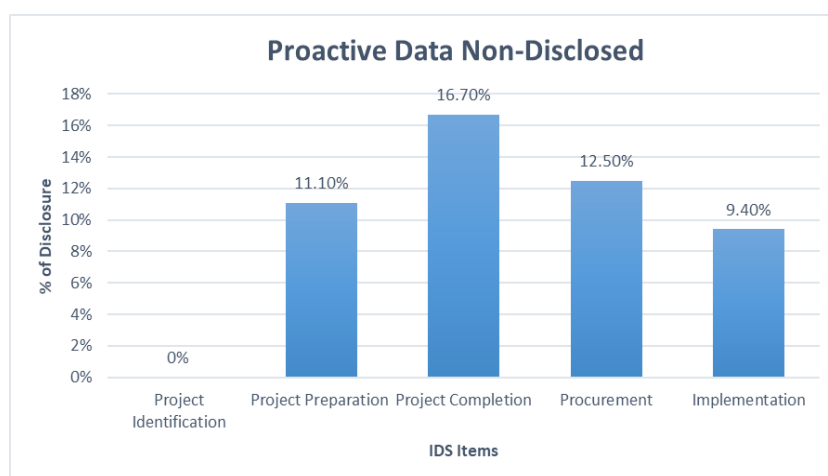 Proactive Data Non-Disclosed
18%
16%
14%
12%
10%
8%
6%
4%
2%
0%
% of Disclosure
0%
11.10%
16.70%
12.50%
9.40%
Project
Identification
Project Preparation
Project Completion
Procurement
Implementation
IDS Items